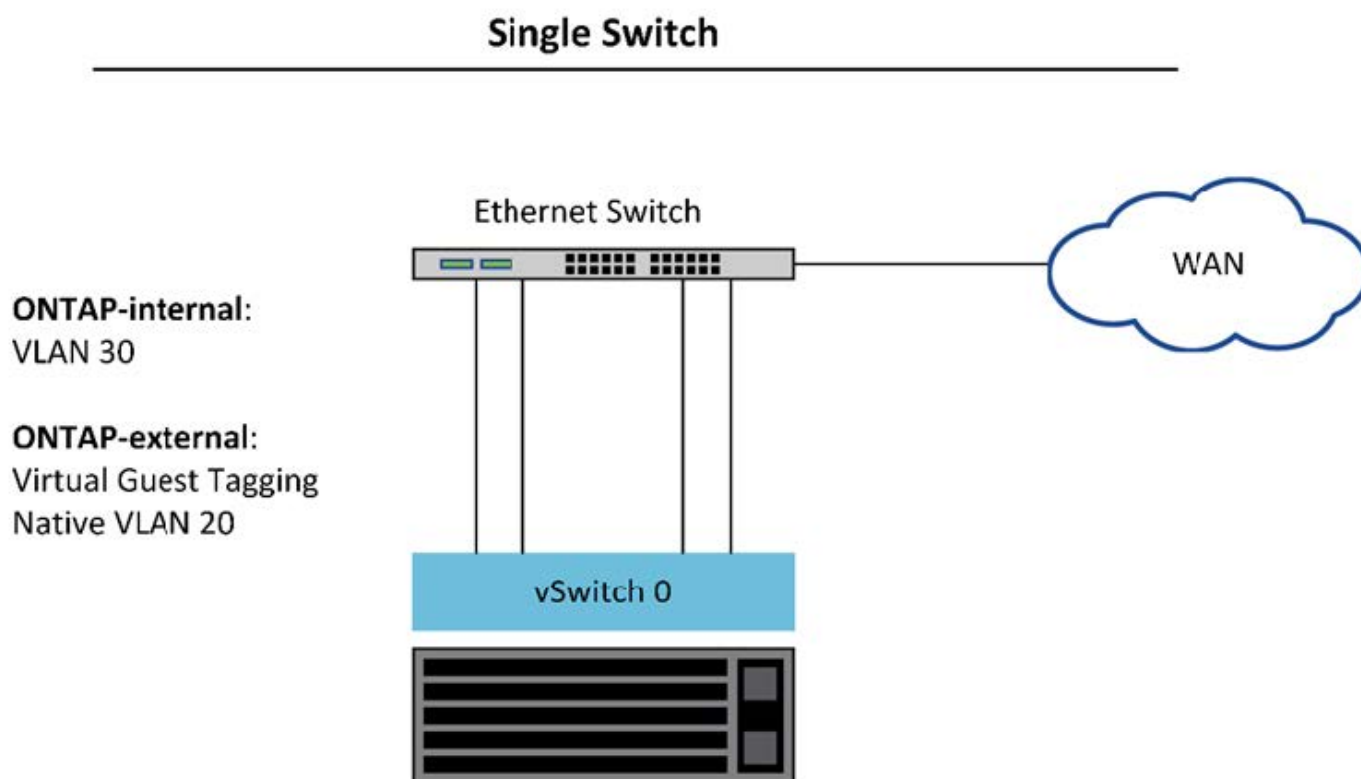 Single Switch
Ethernet Switch
WAN
ONTAP-internal:
VLAN 30
ONTAP-external:
Virtual Guest Tagging
Native VLAN 20
vSwitch 0